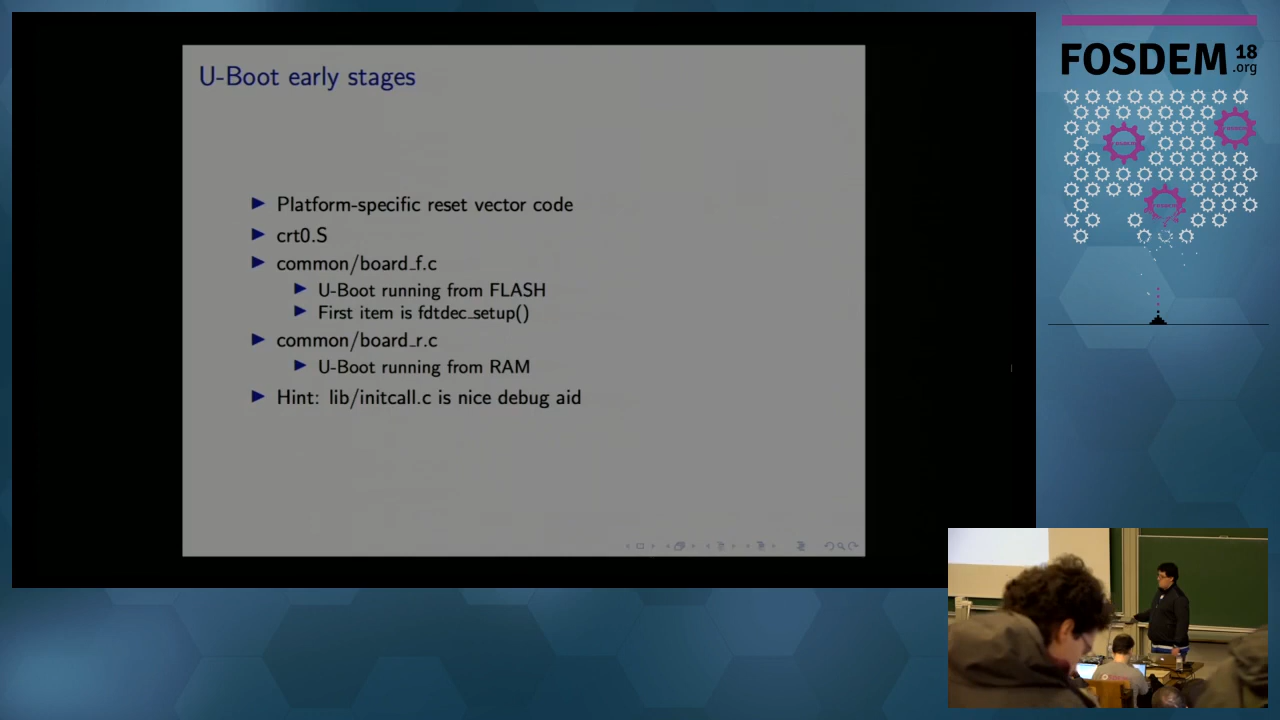 U-Boot early stages
Platform-specific reset vector code
crt0.S
common/board_f.c
U-Boot running from FLASH
First item is fdtdec_setup()
common/board_r.c
U-Boot running from RAM
Hint: lib/initcall.c is nice debug aid
FOSDEM 18
.org